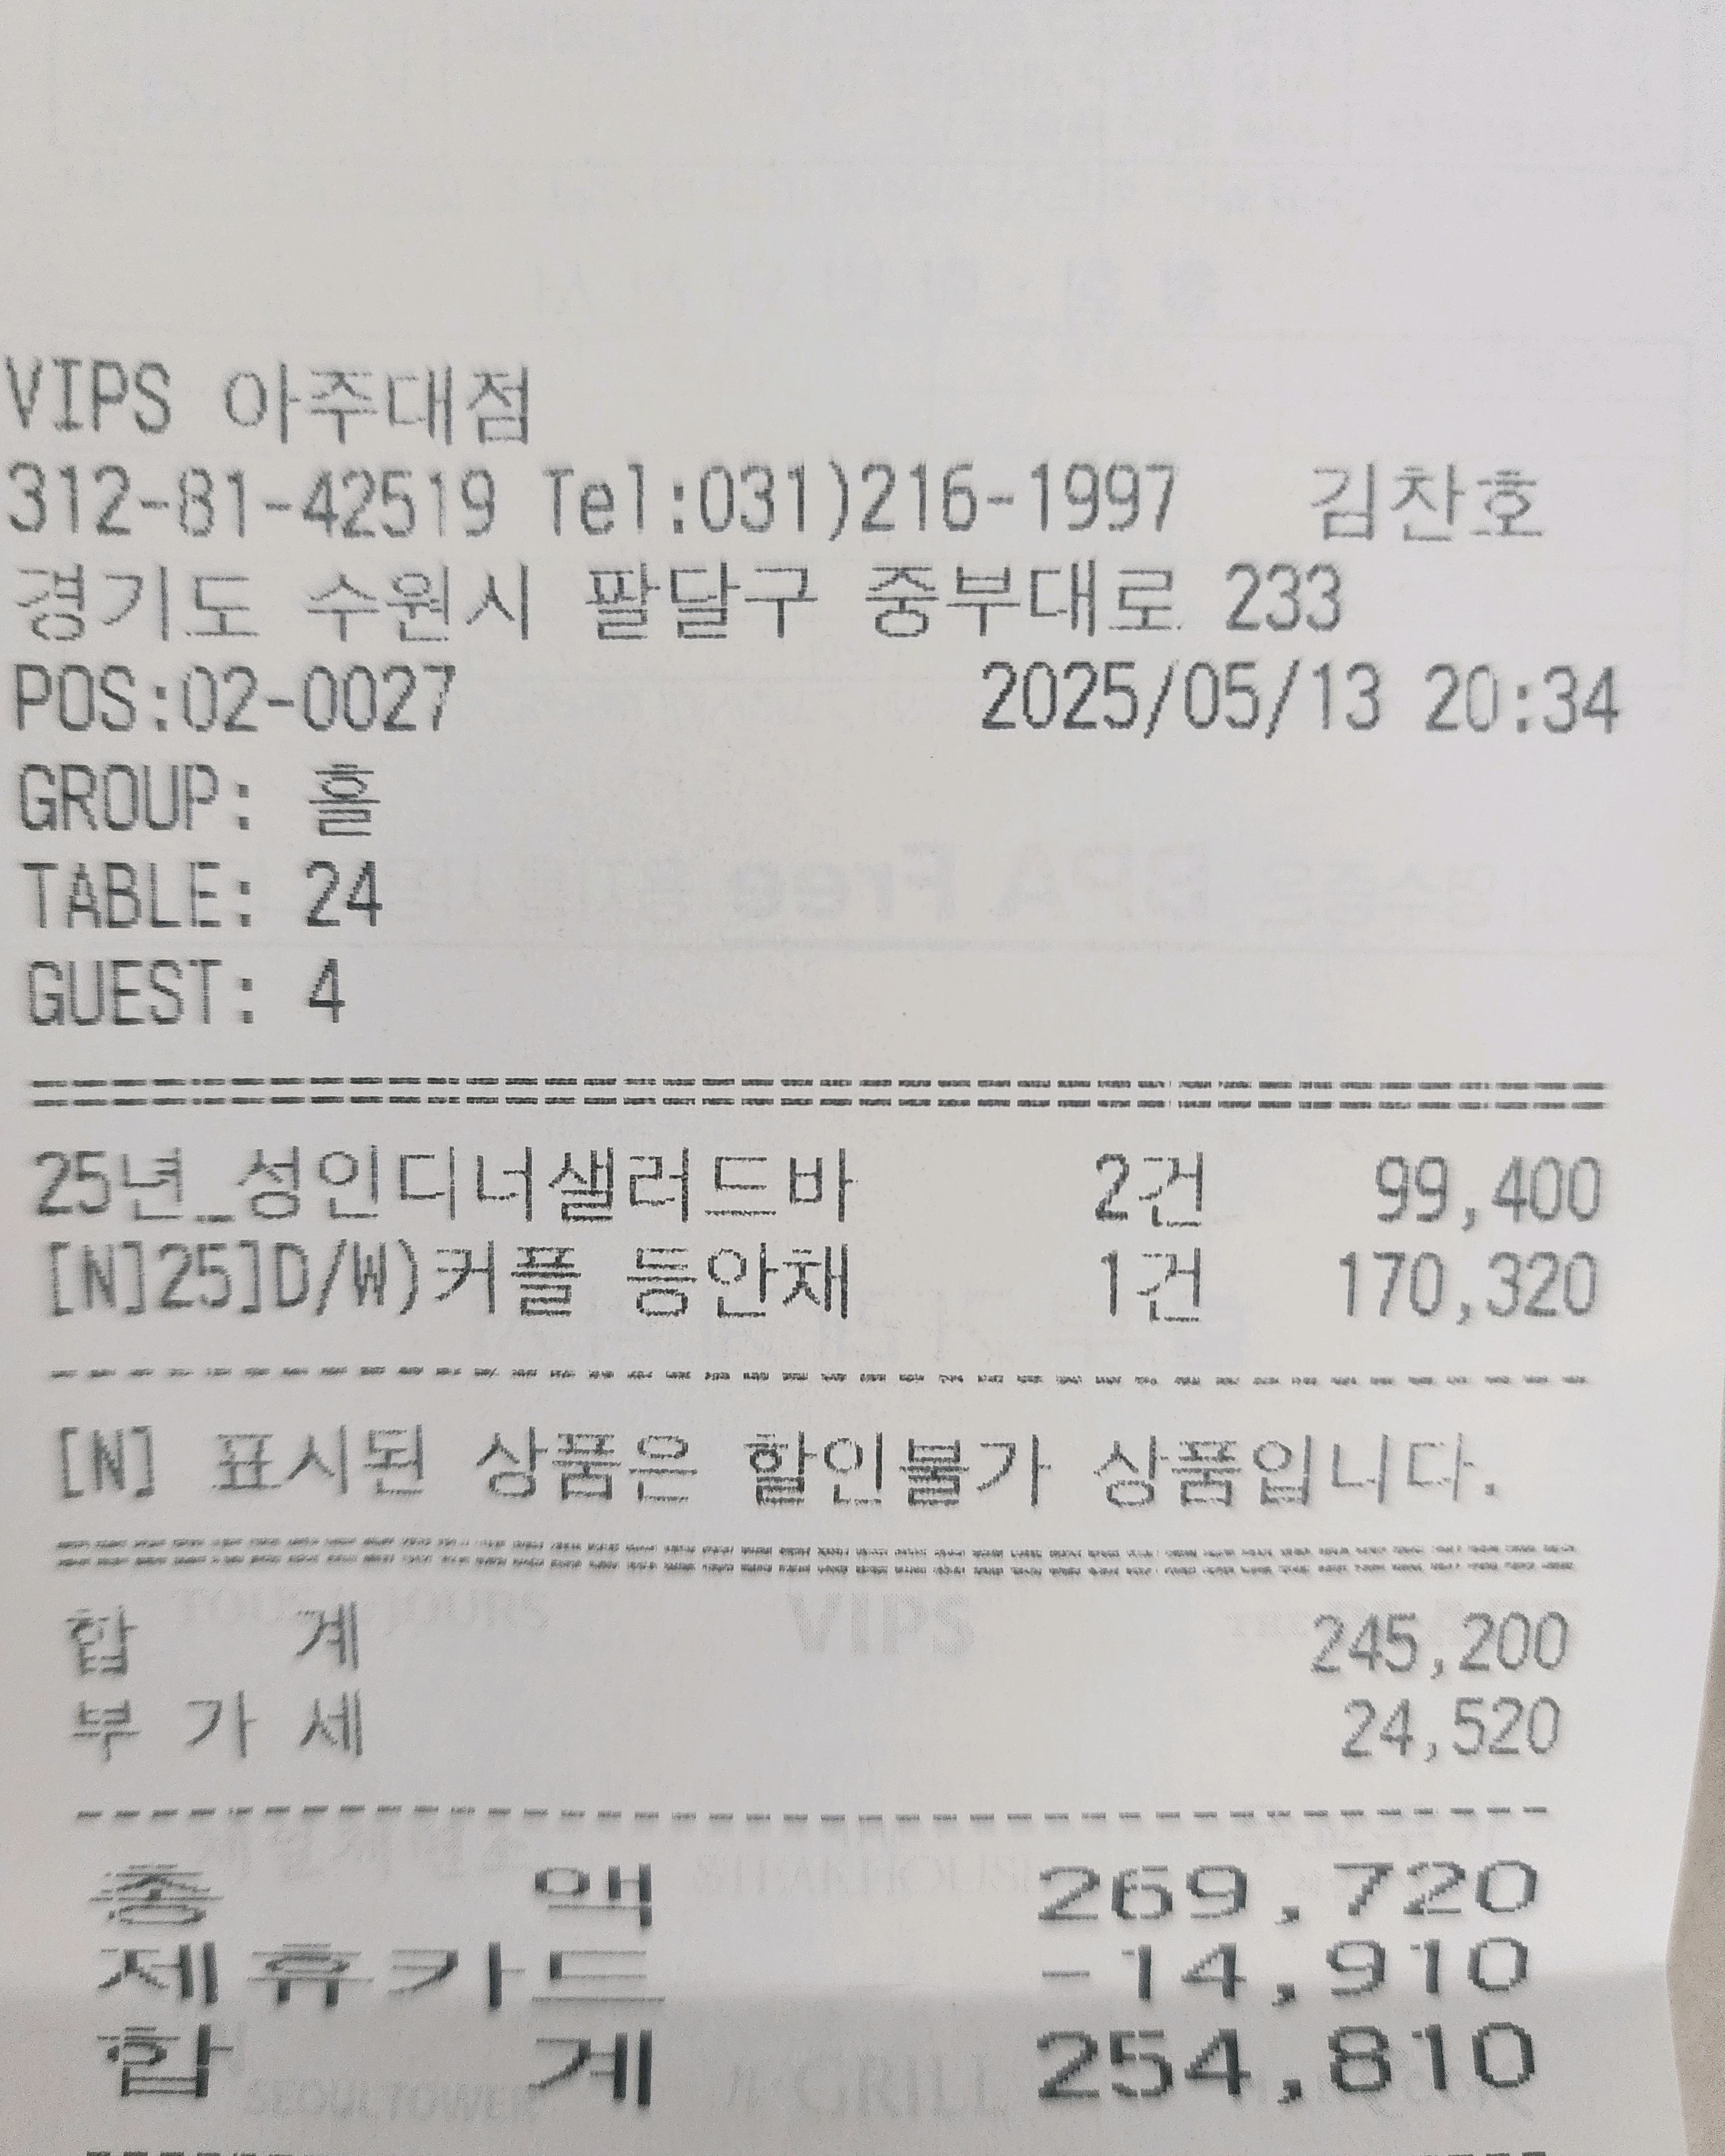 VIPS 아주대점
312-81-42519 Tel:031)216-1997 김찬호
경기도 수원시 팔달구 중부대로 233
POS:02-0027 2025/05/13 20:34
GROUP: 홀
TABLE: 24
GUEST: 4
25년_성인디너샐러드바 2건 99,400
[N]25]D/W)커플 등안채 1건 170,320
[N] 표시된 상품은 할인불가 상품입니다.
합 계 245,200
부 가 세 24,520
총 액 269,720
제휴카드 -14,910
합 계 254,810